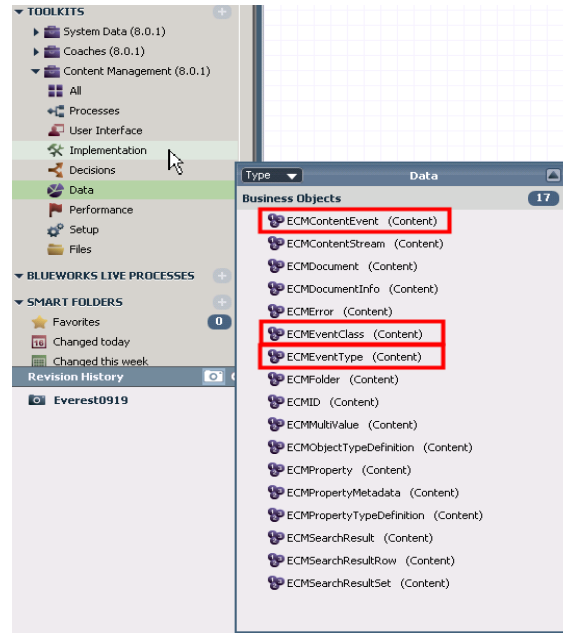 TOOLKITS
System Data (8.0.1)
Coaches (8.0.1)
Content Management (8.0.1)
All
Processes
User Interface
Implementation
Decisions
Data
Performance
Setup
Files
BLUEWORKS LIVE PROCESSES
SMART FOLDERS
Favorites 0
16 Changed today
Changed this week
Revision History
Everest0919
Type Data
Business Objects 17
ECMContentEvent (Content)
ECMContentStream (Content)
ECMDocument (Content)
ECMDocumentInfo (Content)
ECMError (Content)
ECMEventClass (Content)
ECMEventType (Content)
ECMFolder (Content)
ECMID (Content)
ECMMultiValue (Content)
ECMObjectTypeDefinition (Content)
ECMProperty (Content)
ECMPropertyMetadata (Content)
ECMPropertyTypeDefinition (Content)
ECMSearchResult (Content)
ECMSearchResultRow (Content)
ECMSearchResultSet (Content)